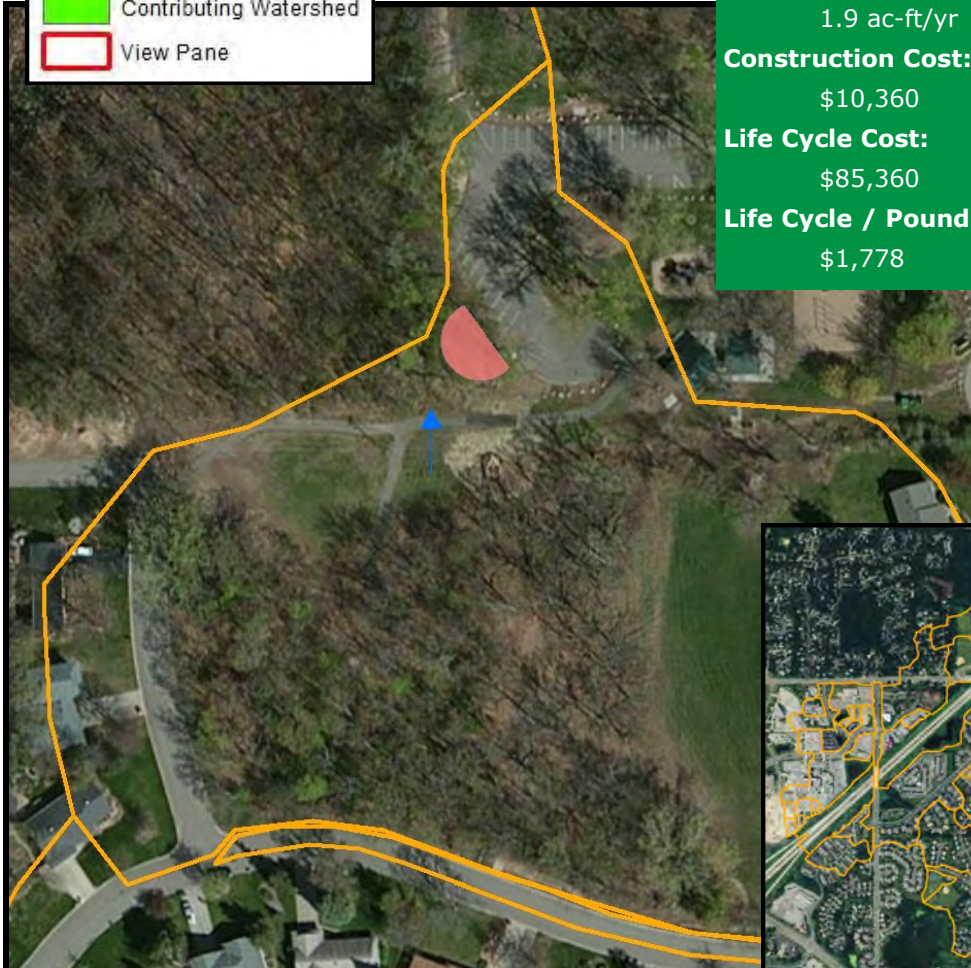 Contributing Watershed
View Pane
1.9 ac-ft/yr
Construction Cost:
$10,360
Life Cycle Cost:
$85,360
Life Cycle / Pound
$1,778